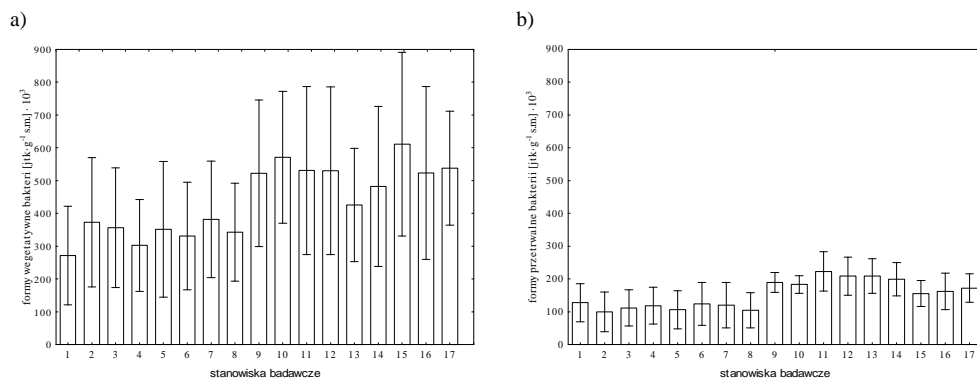 a)
formy wegetatywne bakterii [jtk·g⁻¹ s.m.]·10³
900
800
700
600
500
400
300
200
100
0
1 2 3 4 5 6 7 8 9 10 11 12 13 14 15 16 17
stanowiska badawcze
b)
formy przetrwalne bakterii [jtk·g⁻¹ s.m.]·10³
900
800
700
600
500
400
300
200
100
0
1 2 3 4 5 6 7 8 9 10 11 12 13 14 15 16 17
stanowiska badawcze